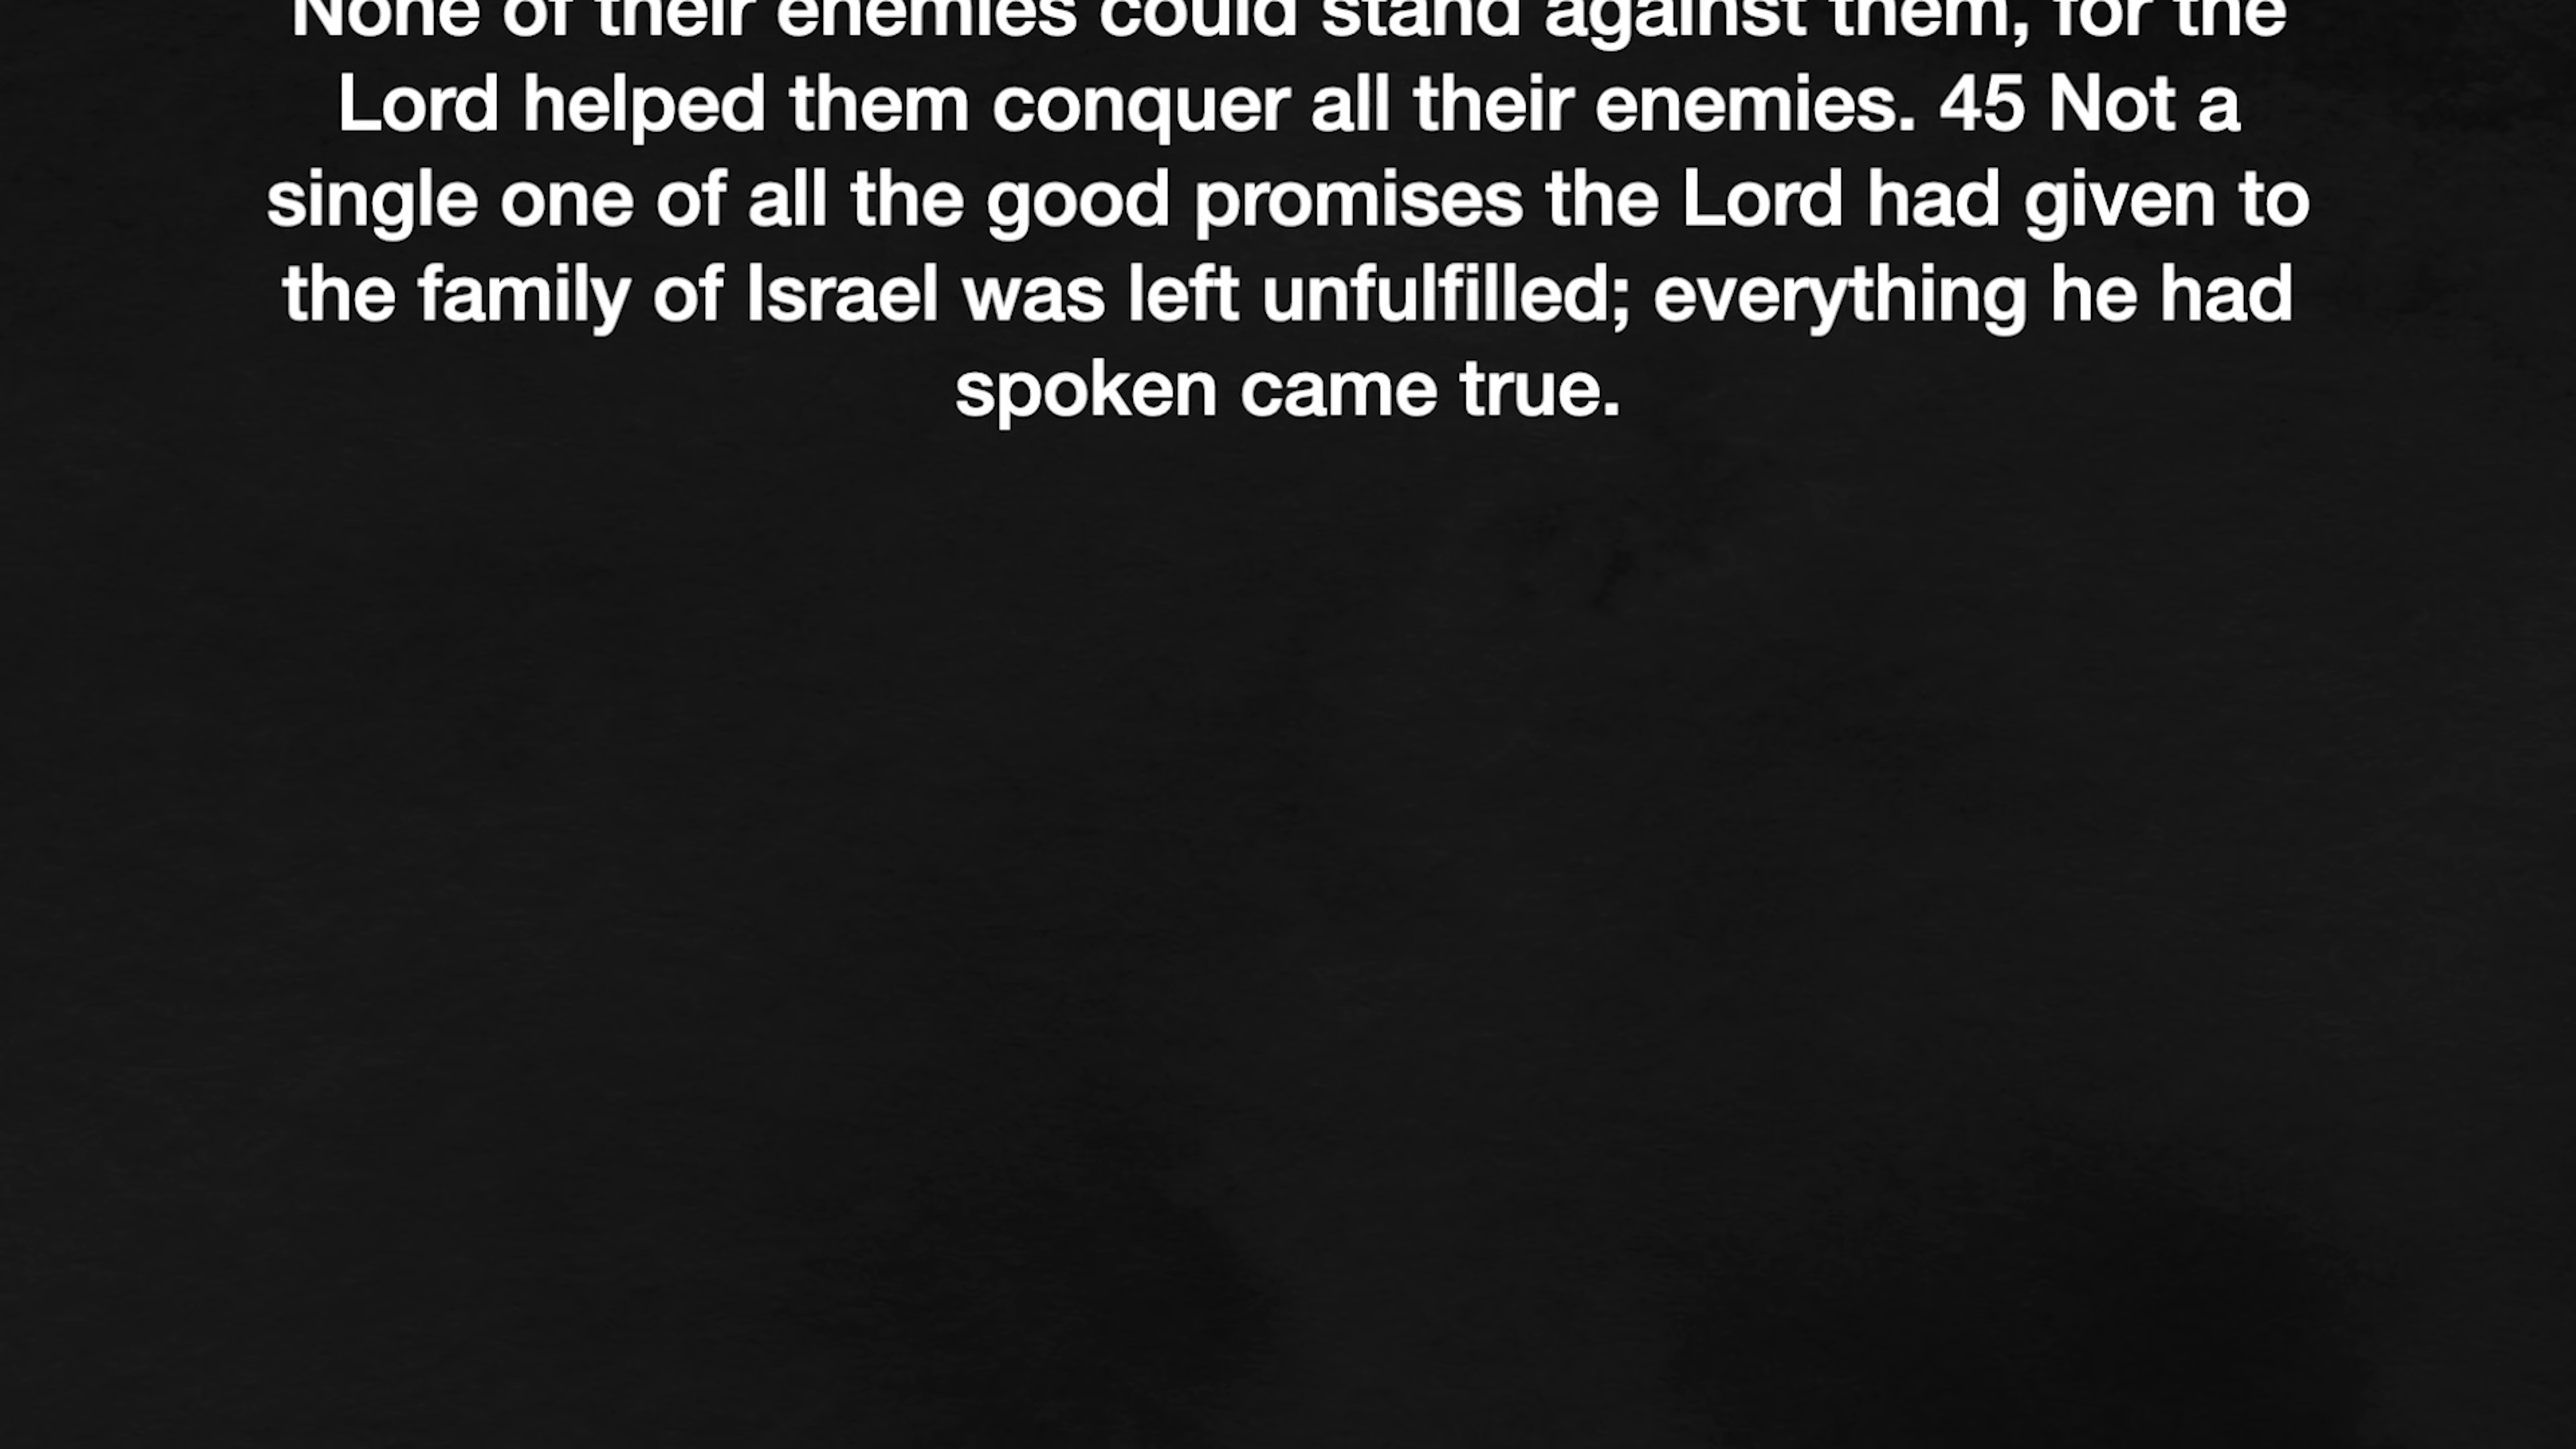 None of their enemies could stand against them, for the
Lord helped them conquer all their enemies. 45 Not a
single one of all the good promises the Lord had given to
the family of Israel was left unfulfilled; everything he had
spoken came true.